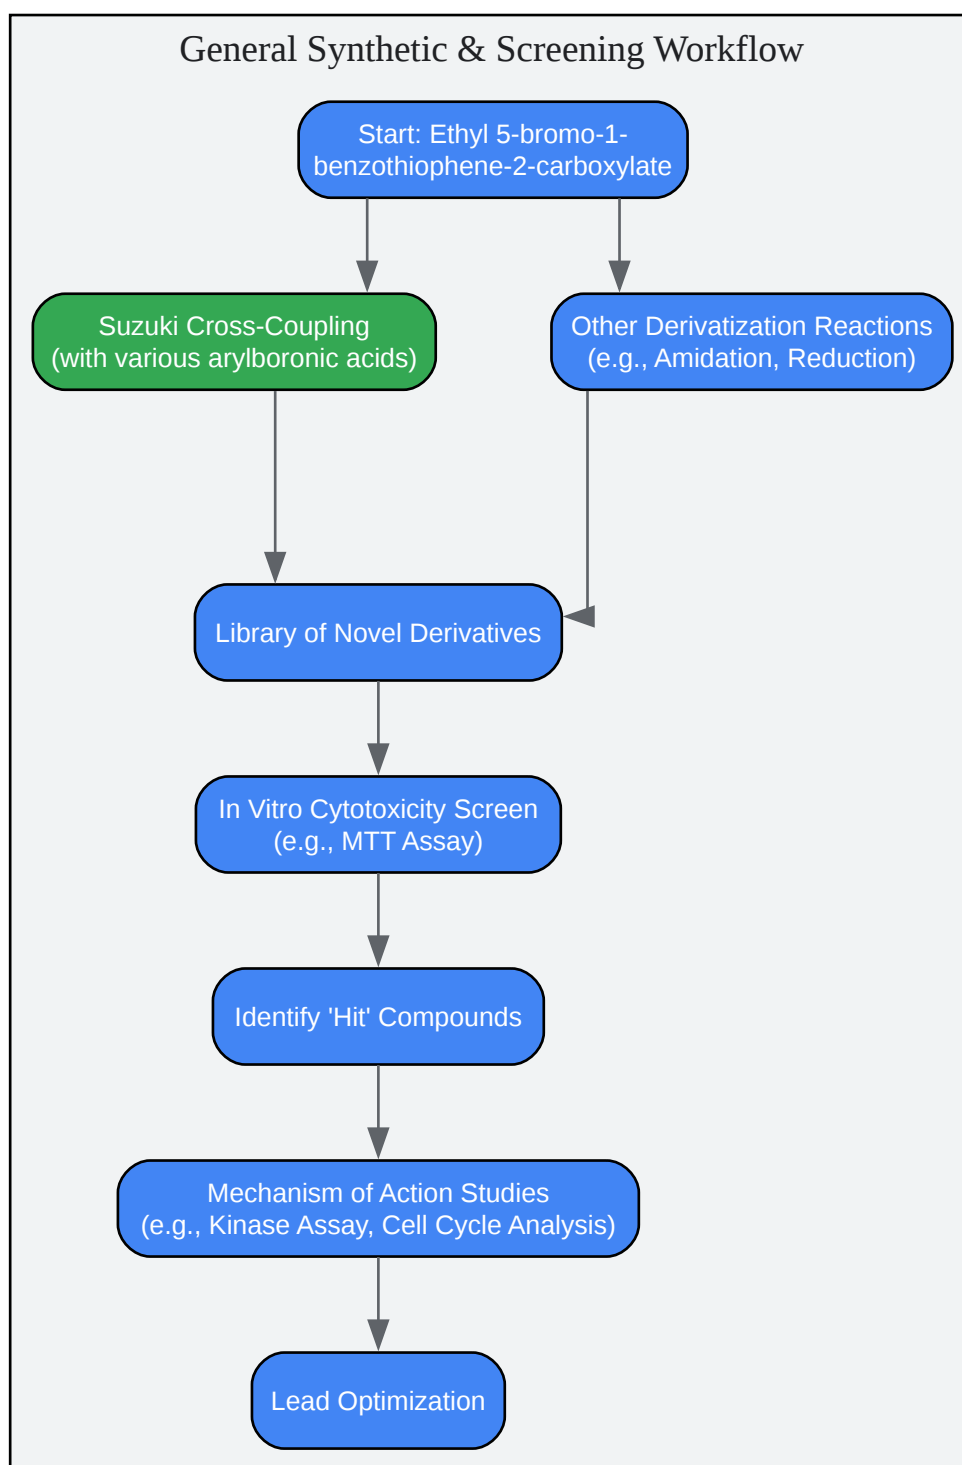 General Synthetic & Screening Workflow
Start: Ethyl 5-bromo-1-
benzothiophene-2-carboxylate
Suzuki Cross-Coupling
(with various arylboronic acids)
Other Derivatization Reactions
(e.g., Amidation, Reduction)
Library of Novel Derivatives
In Vitro Cytotoxicity Screen
(e.g., MTT Assay)
Identify 'Hit' Compounds
Mechanism of Action Studies
(e.g., Kinase Assay, Cell Cycle Analysis)
Lead Optimization